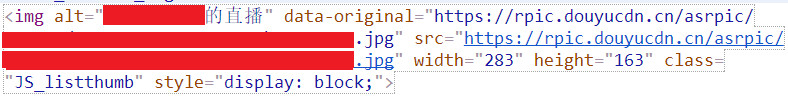 <img alt="的直播" data-original="https://rpic.douyucdn.cn/asrpic/
.jpg" src="https://rpic.douyucdn.cn/asrpic/
.jpg" width="283" height="163" class=
"JS_listthumb" style="display: block;">